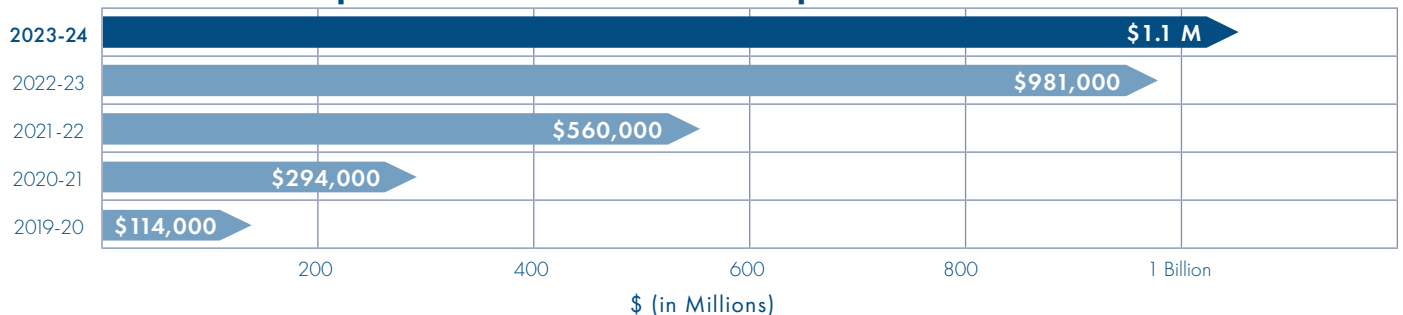 2023-24 $1.1 M
2022-23 $981,000
2021-22 $560,000
2020-21 $294,000
2019-20 $114,000
200 400 600 800 1 Billion
$ (in Millions)